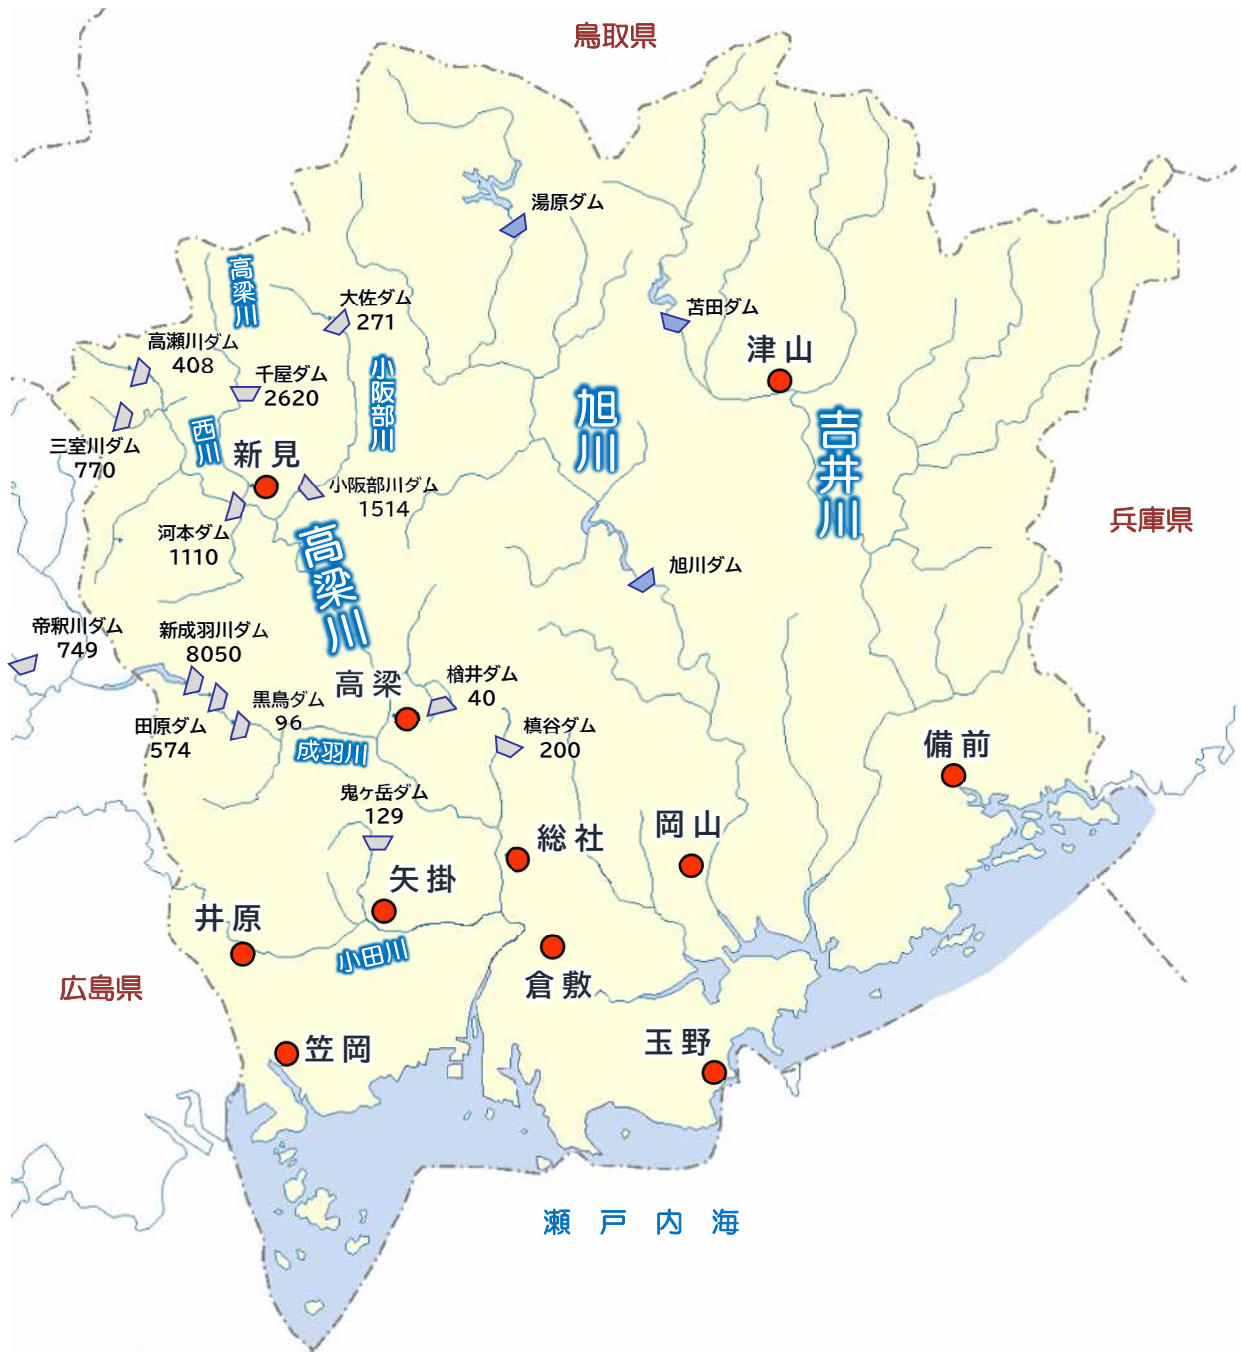 鳥取県
湯原ダム
高梁川
大佐ダム
271
苫田ダム
高瀬川ダム
408
津山
千屋ダム
2620
小阪部川
旭川
吉井川
西川
三室川ダム
770
新見
小阪部川ダム
1514
兵庫県
河本ダム
1110
高梁川
旭川ダム
帝釈川ダム
749
新成羽川ダム
8050
楢井ダム
40
高梁
黒鳥ダム
96
田原ダム
574
成羽川
槙谷ダム
200
備前
鬼ヶ岳ダム
129
総社
岡山
矢掛
井原
小田川
倉敷
広島県
笠岡
玉野
瀬戸内海